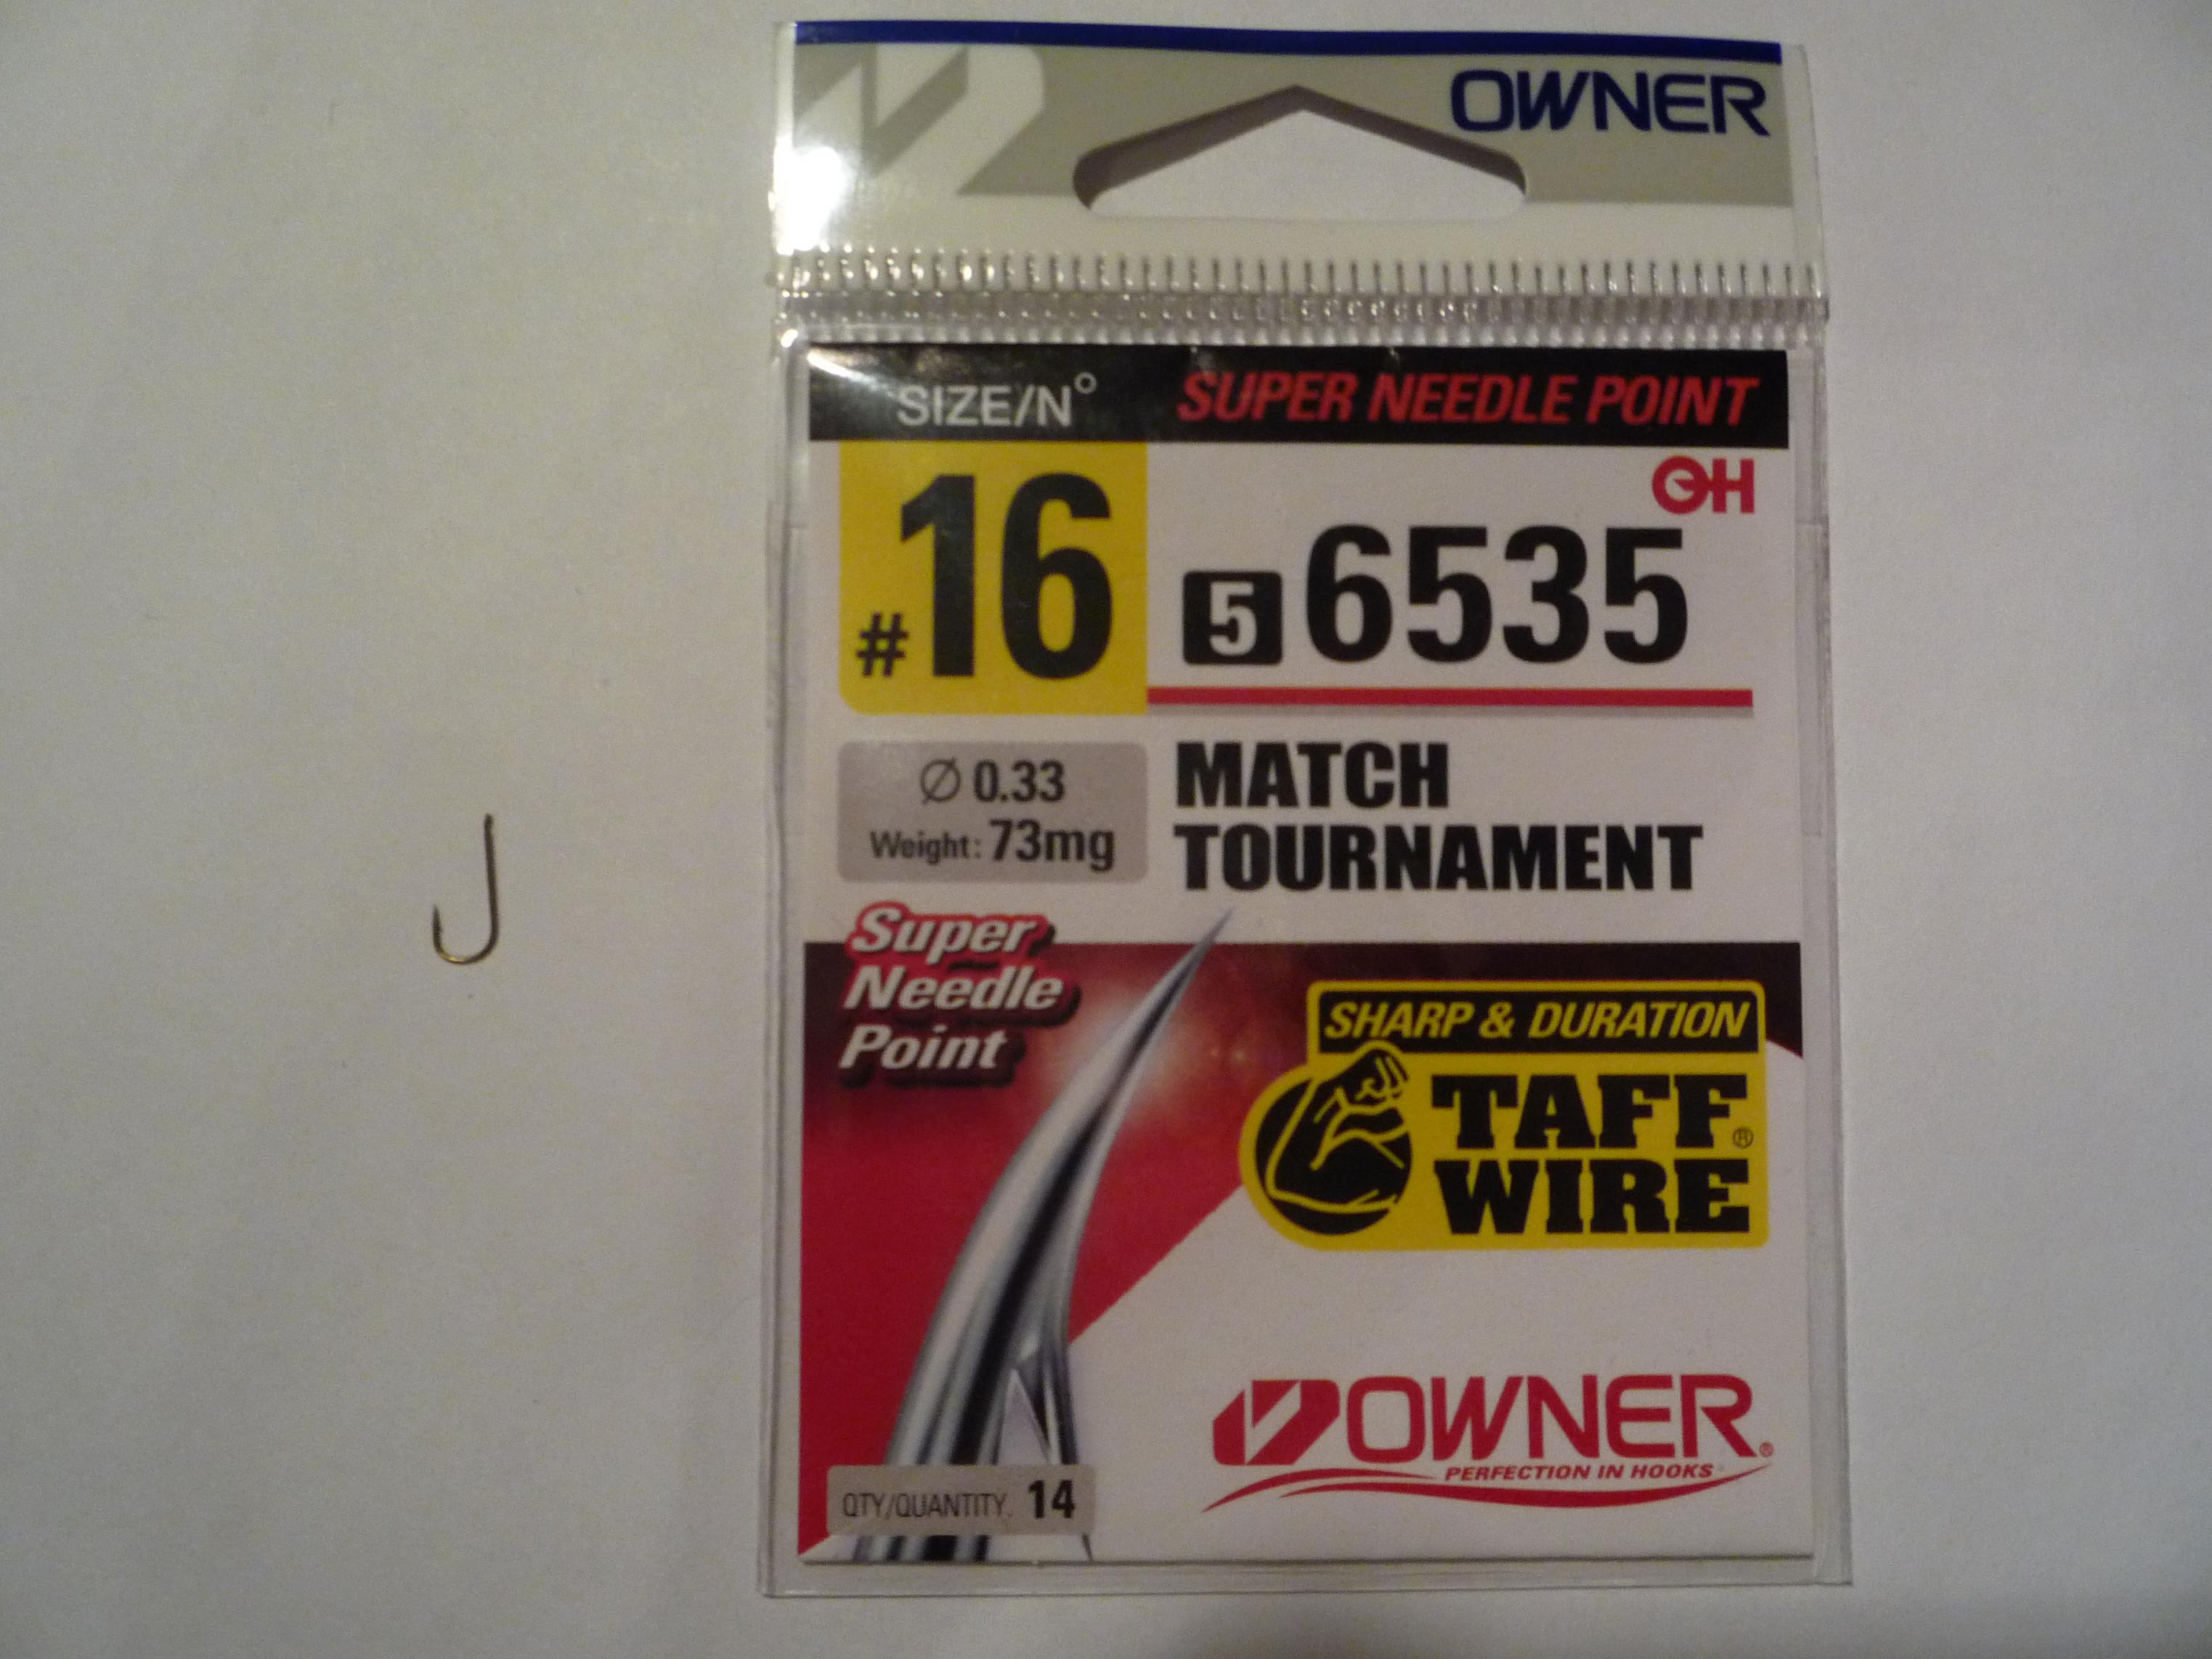 OWNER
SIZE/N° SUPER NEEDLE POINT
OH
#16 5 6535
Ø 0.33
Weight: 73mg
MATCH
TOURNAMENT
Super
Needle
Point
SHARP & DURATION
TAFF®
WIRE
OWNER®
PERFECTION IN HOOKS
QTY/QUANTITY. 14